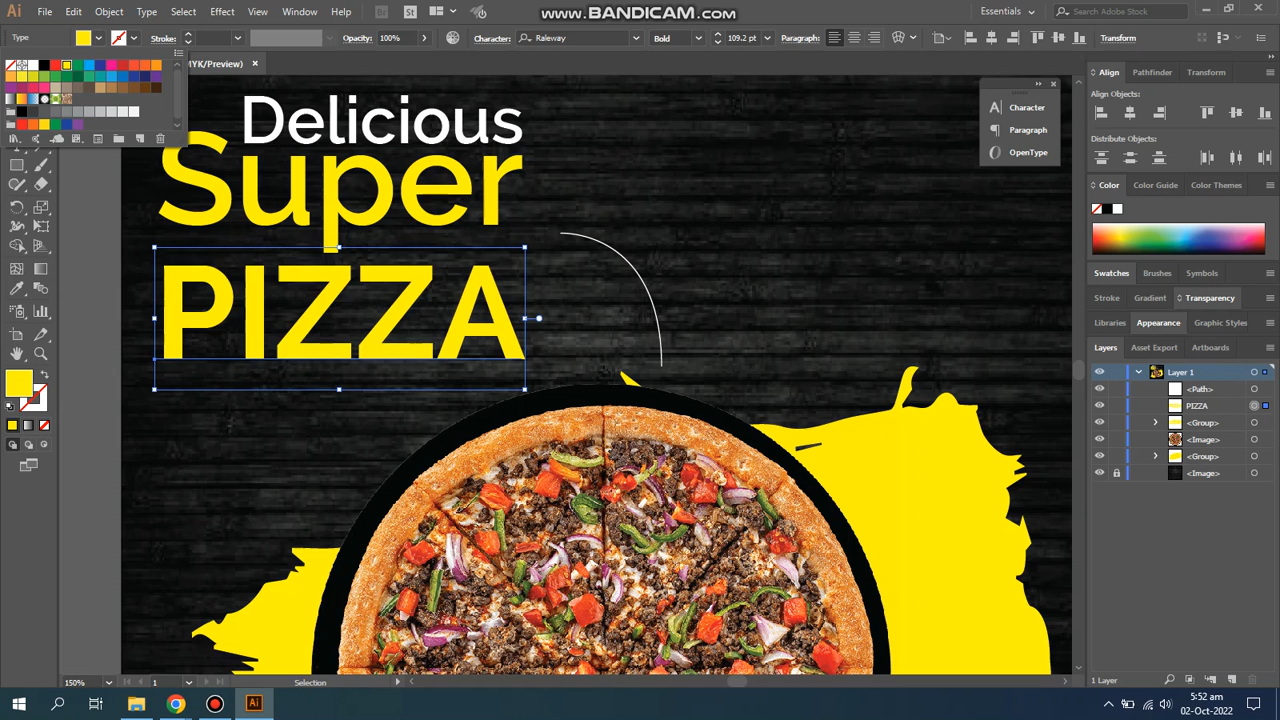 Ai File Edit Object Type Select Effect View Window Help Br St www.BANDICAM.com Essentials Search Adobe Stock
Type Stroke: Opacity: 100% Character: Raleway Bold 109.2 pt Paragraph: Transform
MYK/Preview) ×
Delicious
Super
PIZZA
Character
Paragraph
OpenType
Align Pathfinder Transform
Align Objects:
Distribute Objects:
Color Color Guide Color Themes
Swatches Brushes Symbols
Stroke Gradient Transparency
Libraries Appearance Graphic Styles
Layers Asset Export Artboards
Layer 1
<Path>
PIZZA
<Group>
<Image>
<Group>
<Image>
150% 1 Selection 1 Layer
Ai 5:52 am
02-Oct-2022